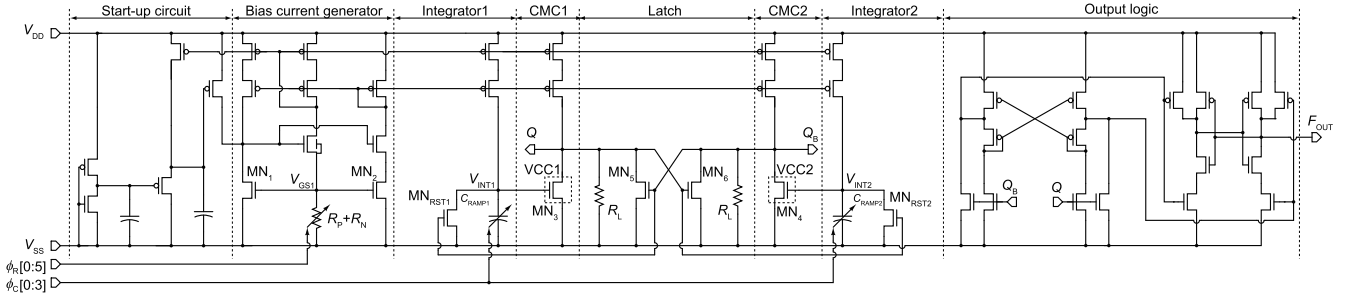 Start-up circuit Bias current generator Integrator1 CMC1 Latch CMC2 Integrator2 Output logic
VDD
Q QB FOUT
MN1 VGS1 MN2 VINT1 VCC1 MN5 MN6 VCC2 VINT2
MNRST1 CRAMP1 CRAMP2 MNRST2 QB Q
RP+RN MN3 RL RL MN4
VSS
ϕR[0:5]
ϕC[0:3]